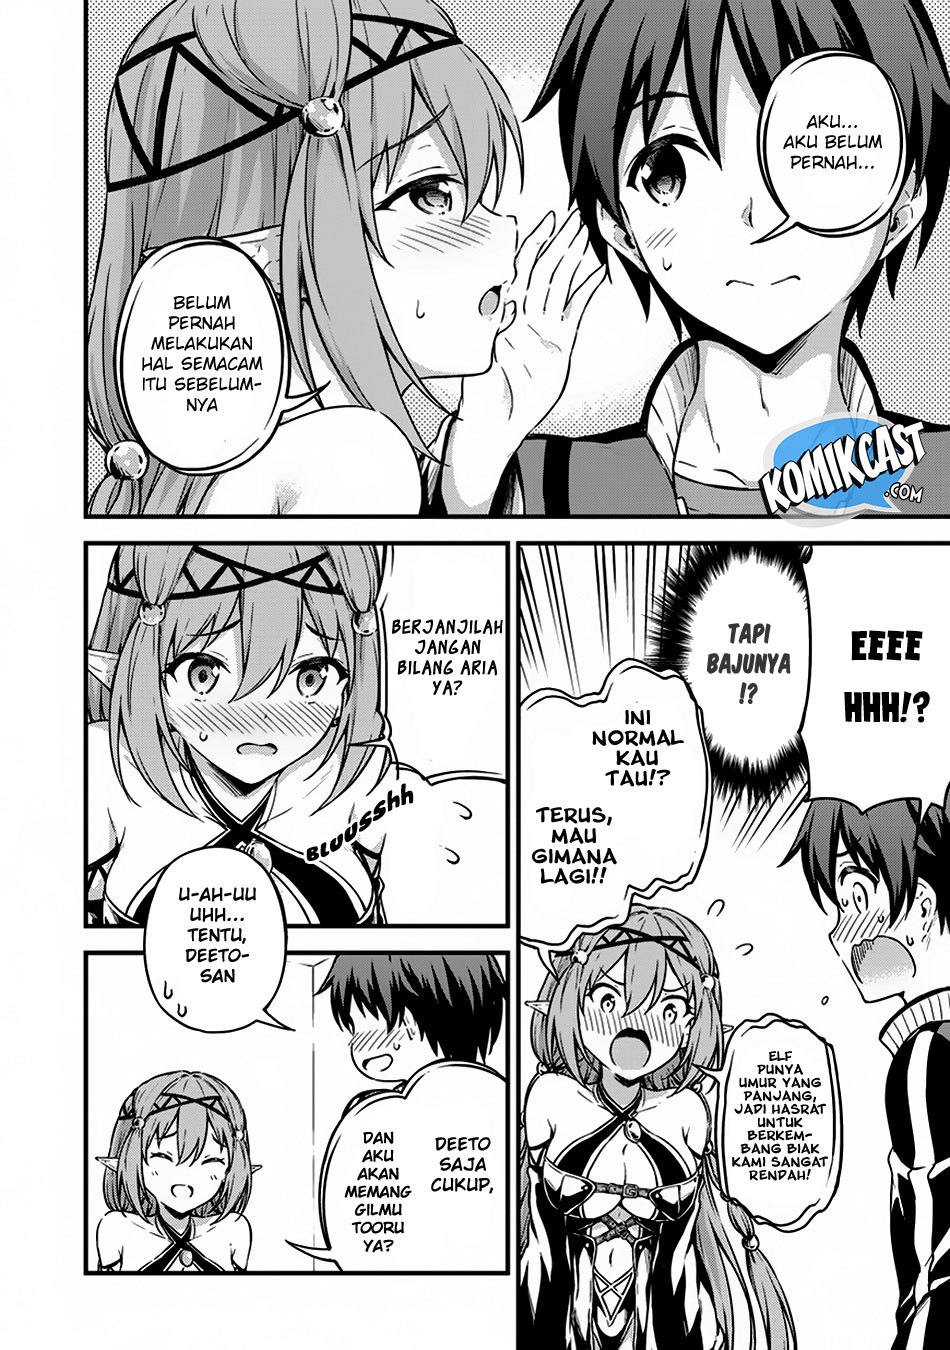 AKU...
AKU BELUM
PERNAH...
BELUM
PERNAH
MELAKUKAN
HAL SEMACAM
ITU SEBELUM-
NYA
KOMIKCAST
.COM
EEEE
HHH!?
TAPI
BAJUNYA
!?
INI
NORMAL
KAU
TAU!?
TERUS,
MAU
GIMANA
LAGI!!
ELF
PUNYA
UMUR YANG
PANJANG,
JADI HASRAT
UNTUK
BERKEM-
BANG BIAK
KAMI SANGAT
RENDAH!
BERJANJILAH
JANGAN
BILANG ARIA
YA?
BLUUSSHH
U-AH-UU
UHH...
TENTU,
DEETO-
SAN
DEETO
SAJA
CUKUP,
DAN
AKU
AKAN
MEMANG
GILMU
TOORU
YA?